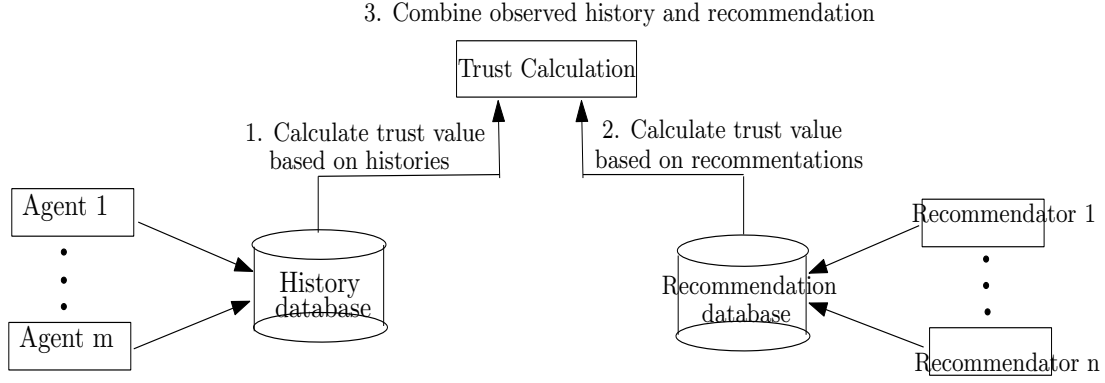 3. Combine observed history and recommendation
Trust Calculation
1. Calculate trust value
based on histories
2. Calculate trust value
based on recommentations
Agent 1
Agent m
History
database
Recommendation
database
Recommendator 1
Recommendator n